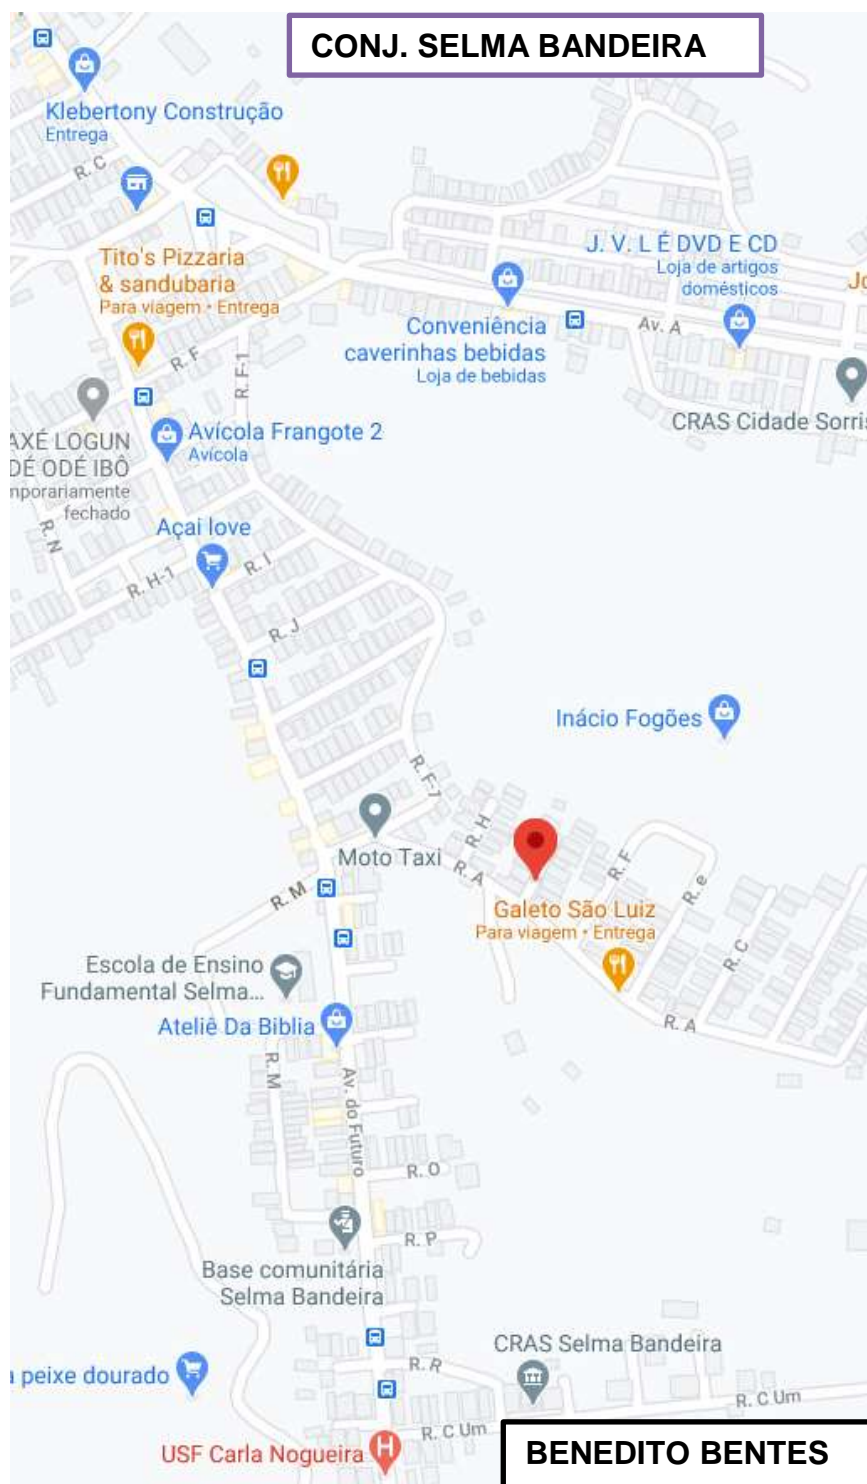 CONJ. SELMA BANDEIRA
Klebertony Construção
Entrega
R. C
J. V. L É DVD E CD
Loja de artigos
domésticos
Tito's Pizzaria
& sandubaria
Para viagem • Entrega
Jo
Conveniência
caverinhas bebidas
Loja de bebidas
Av. A
R. F
R. F-1
CRAS Cidade Sorris
AXÉ LOGUN
DÉ ODÉ IBÔ
mporariamente
fechado
Avícola Frangote 2
Avícola
R. N
Açai love
R. H-1
R. I
R. J
Inácio Fogões
R. F-1
R. H
Moto Taxi
R. A
R. F
R. e
R. M
Galeto São Luiz
Para viagem • Entrega
R. C
Escola de Ensino
Fundamental Selma...
Ateliê Da Biblia
R. A
R. M
Av. do Futuro
R. O
R. P
Base comunitária
Selma Bandeira
CRAS Selma Bandeira
a peixe dourado
R. R
R. C Um
R. C Um
USF Carla Nogueira
H
BENEDITO BENTES